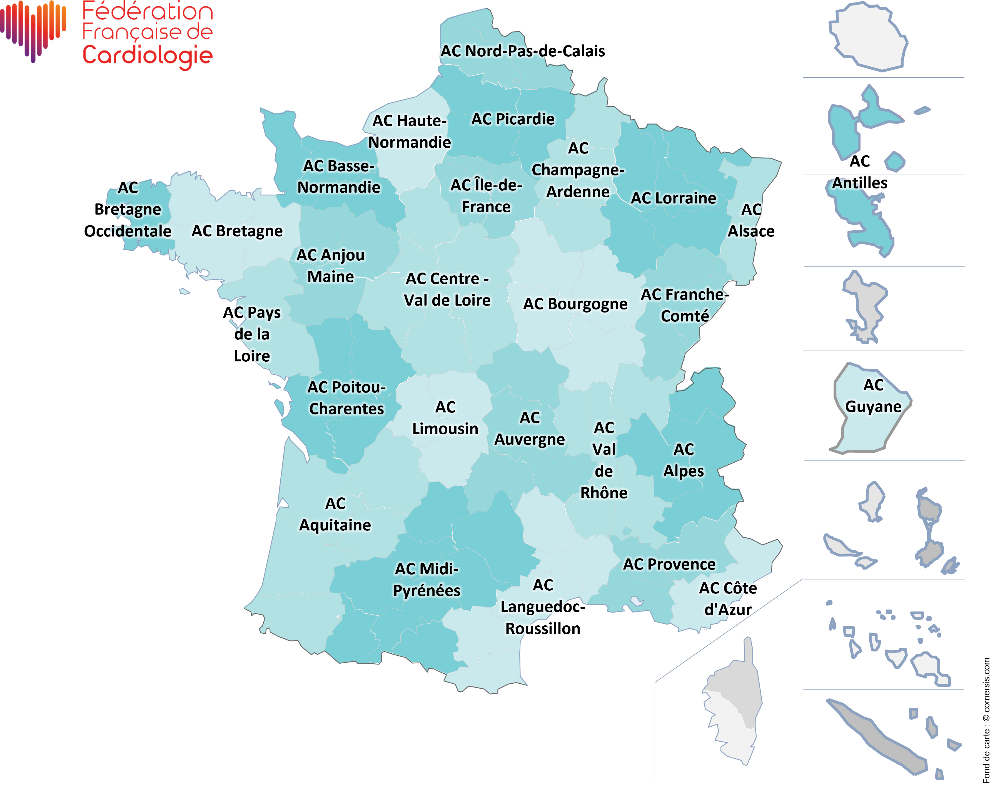 Fédération
Française de
Cardiologie
AC Nord-Pas-de-Calais
AC Haute-
Normandie
AC Picardie
AC Basse-
Normandie
AC Île-de-
France
AC
Champagne-
Ardenne
AC Lorraine
AC
Alsace
AC
Bretagne
Occidentale
AC Bretagne
AC Anjou
Maine
AC Centre -
Val de Loire
AC Bourgogne
AC Franche-
Comté
AC Pays
de la
Loire
AC Poitou-
Charentes
AC
Limousin
AC
Auvergne
AC
Val
de
Rhône
AC
Alpes
AC
Aquitaine
AC Midi-
Pyrénées
AC
Languedoc-
Roussillon
AC Provence
AC Côte
d'Azur
AC
Antilles
AC
Guyane
Fond de carte : © comersis.com